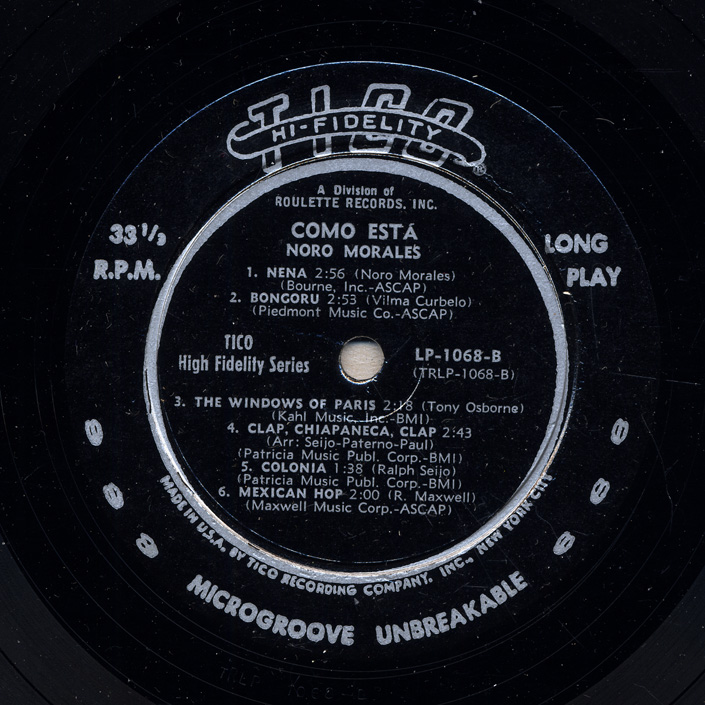 TICO
HI-FIDELITY
®
A Division of
ROULETTE RECORDS, INC.
COMO ESTÁ
NORO MORALES
33 1/3
R.P.M.
LONG
PLAY
1. NENA 2:56 (Noro Morales)
(Bourne, Inc.-ASCAP)
2. BONGORU 2:53 (Vilma Curbelo)
(Piedmont Music Co.-ASCAP)
TICO
High Fidelity Series
LP-1068-B
(TRLP-1068-B)
3. THE WINDOWS OF PARIS 2:18 (Tony Osborne)
(Kahl Music, Inc.-BMI)
4. CLAP, CHIAPANECA, CLAP 2:43
(Arr: Seijo-Paterno-Paul)
(Patricia Music Publ. Corp.-BMI)
5. COLONIA 1:38 (Ralph Seijo)
(Patricia Music Publ. Corp.-BMI)
6. MEXICAN HOP 2:00 (R. Maxwell)
(Maxwell Music Corp.-ASCAP)
MADE IN U.S.A. BY TICO RECORDING COMPANY, INC., NEW YORK CITY
MICROGROOVE UNBREAKABLE